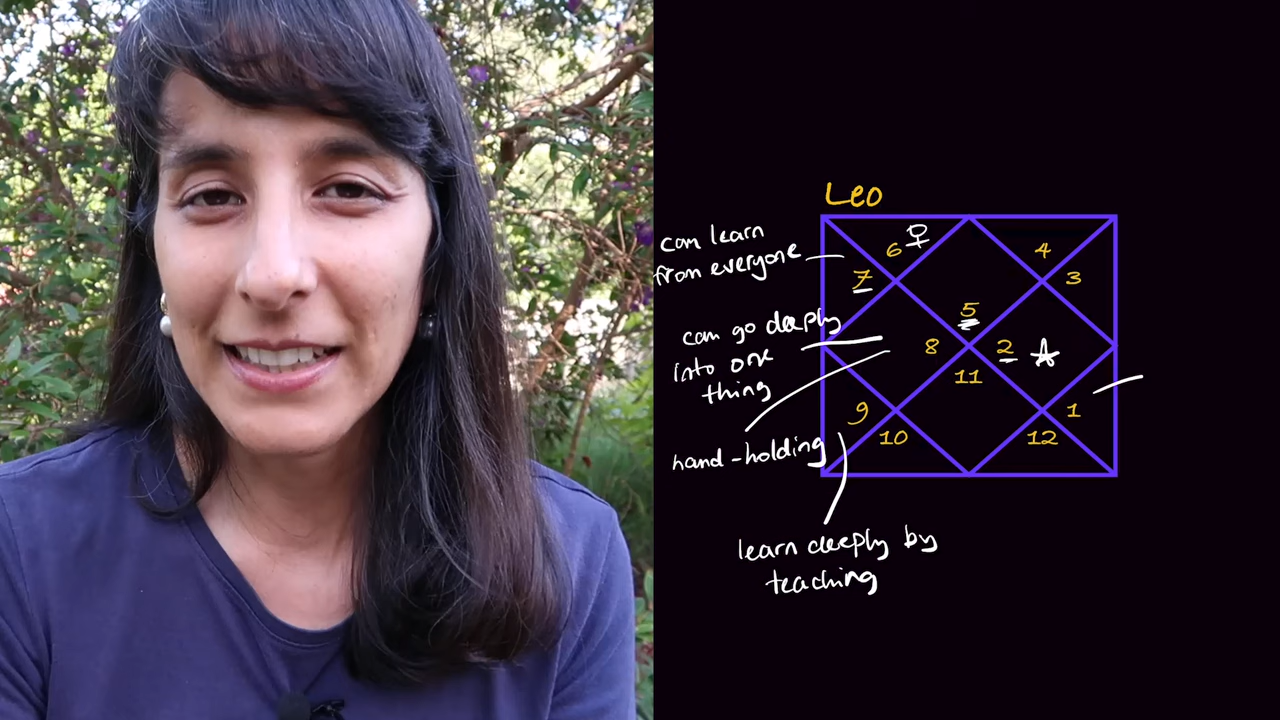 Leo
can learn
from everyone
6 ♀
4
7
3
5
can go deeply
into one
thing
8
2
11
9
1
10
12
hand-holding
learn deeply by
teaching